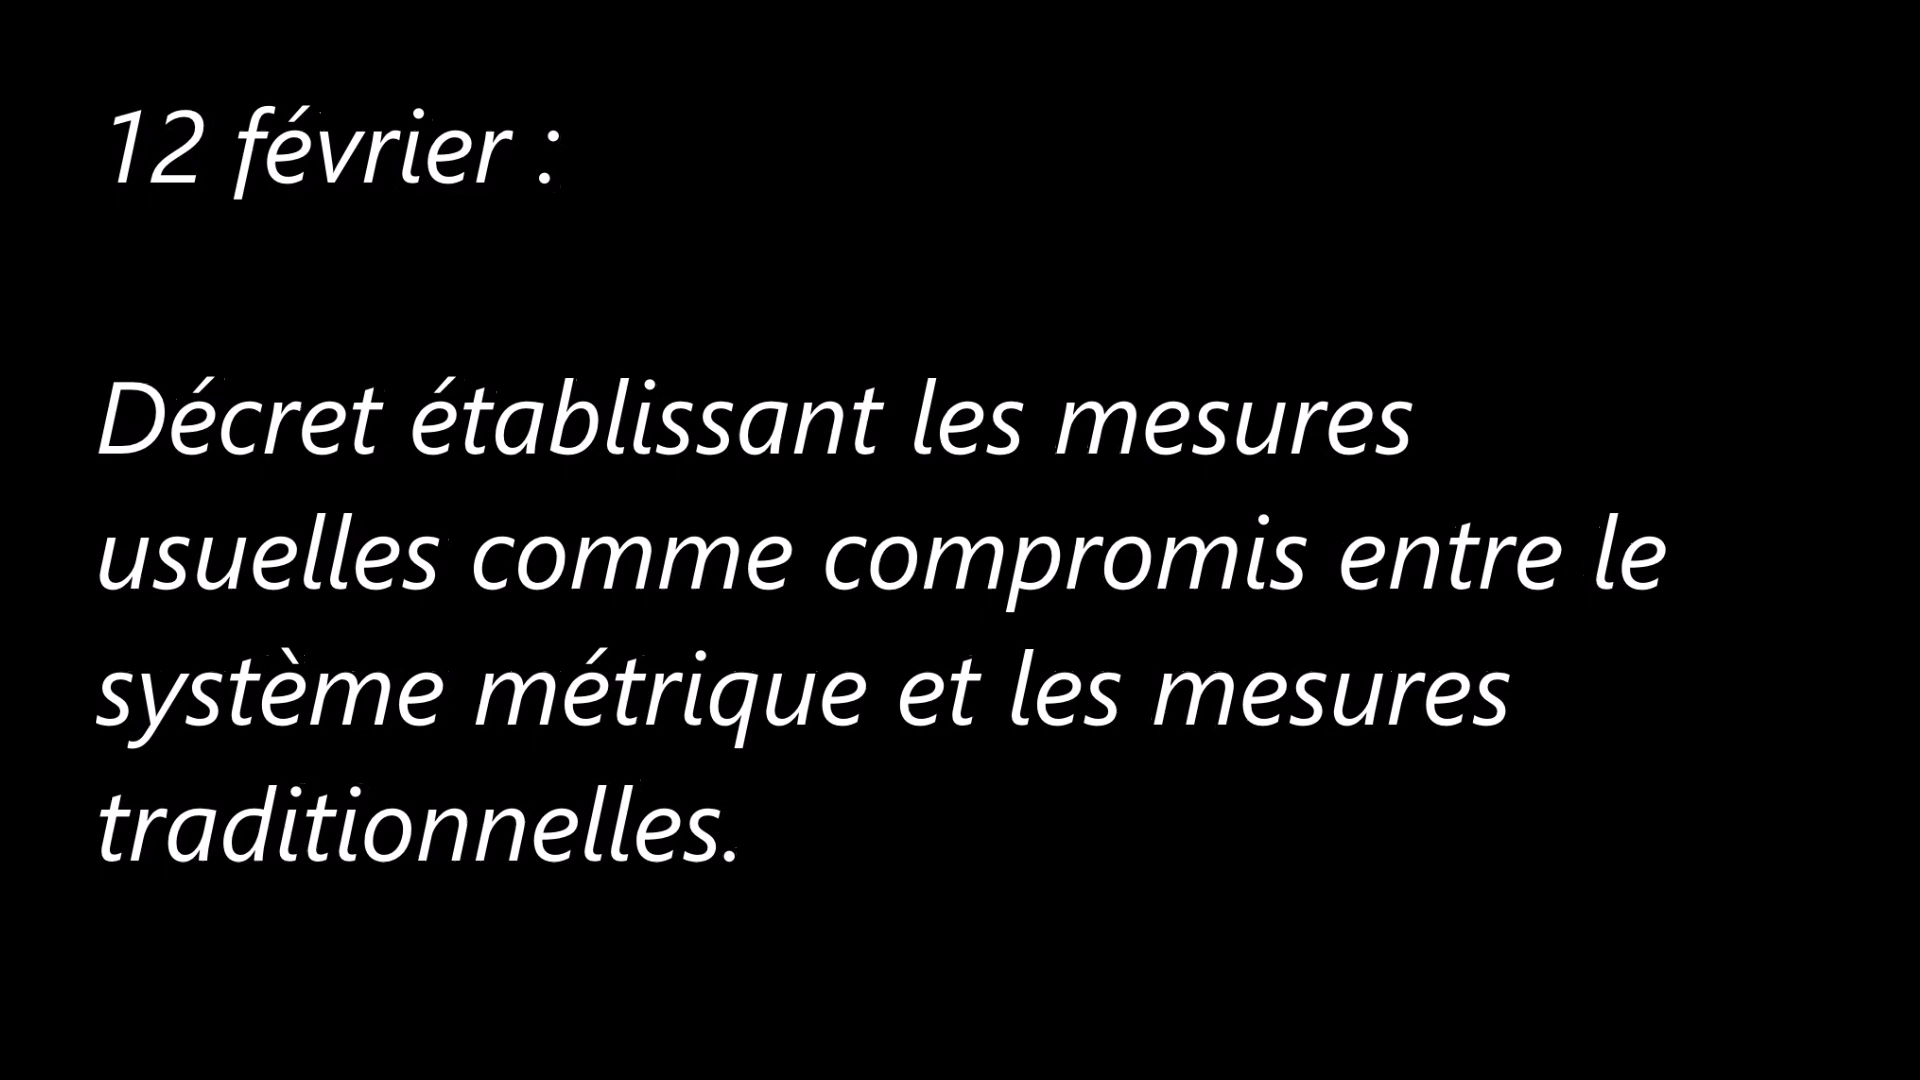 12 février :
Décret établissant les mesures
usuelles comme compromis entre le
système métrique et les mesures
traditionnelles.